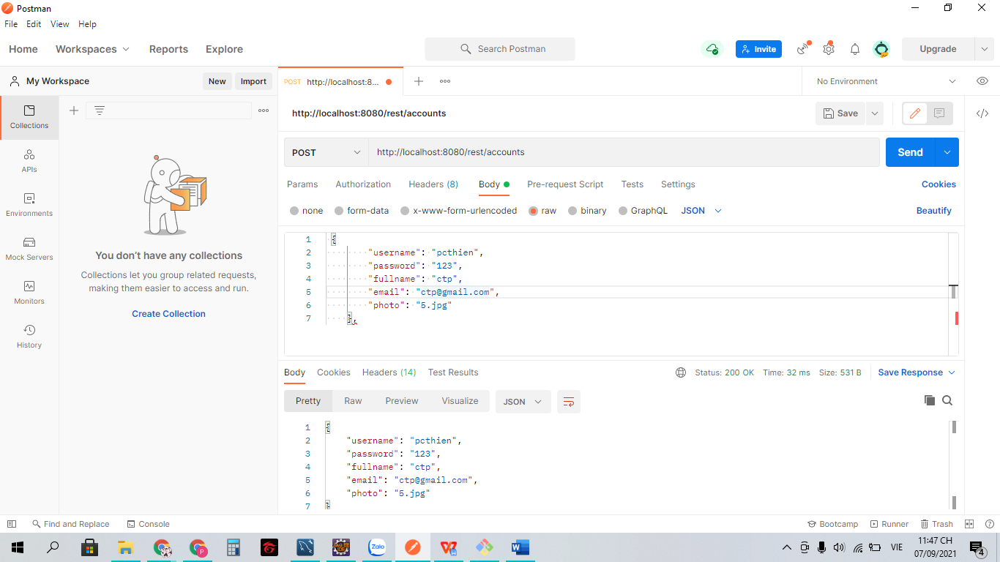 Postman
File Edit View Help
Home Workspaces Reports Explore Search Postman Invite Upgrade
My Workspace New Import POST http://localhost:8... No Environment
Collections
APIs
Environments
Mock Servers
Monitors
History
You don't have any collections
Collections let you group related requests,
making them easier to access and run.
Create Collection
http://localhost:8080/rest/accounts Save
POST http://localhost:8080/rest/accounts Send
Params Authorization Headers (8) Body Pre-request Script Tests Settings Cookies
none form-data x-www-form-urlencoded raw binary GraphQL JSON Beautify
1 {
2 "username": "pcthien",
3 "password": "123",
4 "fullname": "ctp",
5 "email": "ctp@gmail.com",
6 "photo": "5.jpg"
7 },
Body Cookies Headers (14) Test Results Status: 200 OK Time: 32 ms Size: 531 B Save Response
Pretty Raw Preview Visualize JSON
1 {
2 "username": "pcthien",
3 "password": "123",
4 "fullname": "ctp",
5 "email": "ctp@gmail.com",
6 "photo": "5.jpg"
7 }
Find and Replace Console Bootcamp Runner Trash
Zalo VIE 11:47 CH
07/09/2021 4